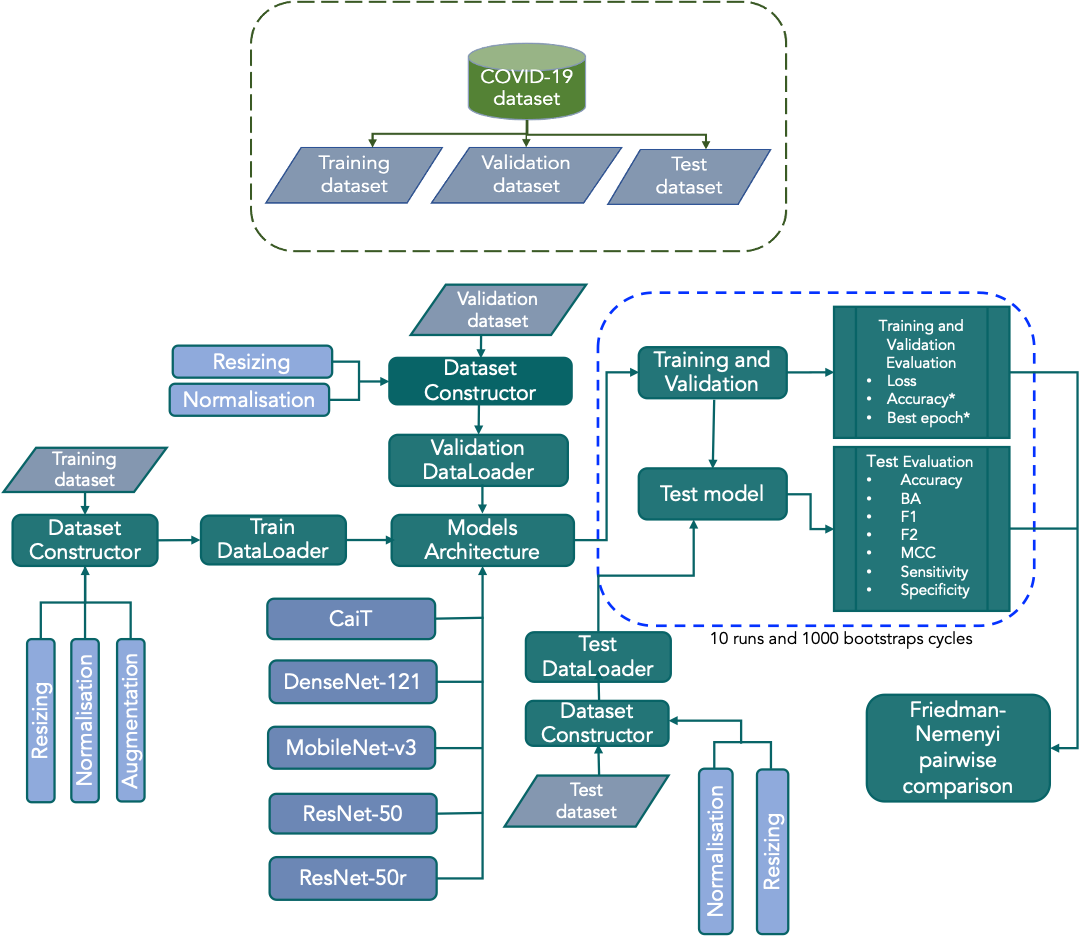 COVID-19
dataset
Training
dataset
Validation
dataset
Test
dataset
Validation
dataset
Resizing
Normalisation
Dataset
Constructor
Validation
DataLoader
Training
dataset
Dataset
Constructor
Train
DataLoader
Models
Architecture
Resizing
Normalisation
Augmentation
CaiT
DenseNet-121
MobileNet-v3
ResNet-50
ResNet-50r
Training and
Validation
Test model
Training and
Validation
Evaluation
• Loss
• Accuracy*
• Best epoch*
Test Evaluation
• Accuracy
• BA
• F1
• F2
• MCC
• Sensitivity
• Specificity
10 runs and 1000 bootstraps cycles
Test
DataLoader
Dataset
Constructor
Test
dataset
Normalisation
Resizing
Friedman-
Nemenyi
pairwise
comparison